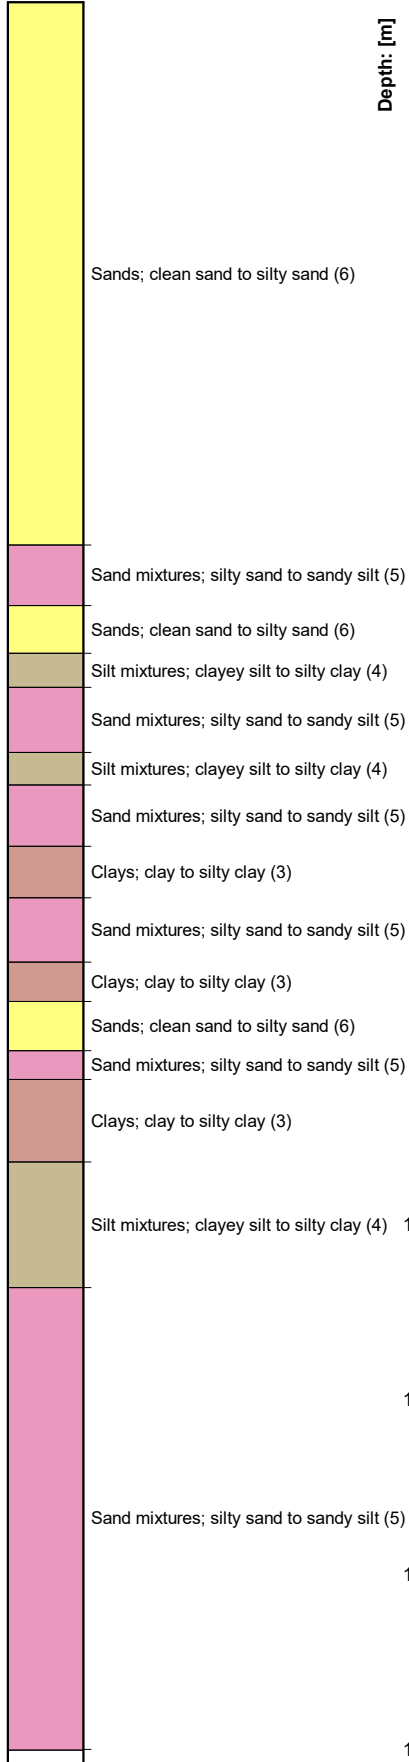 Depth: [m]
Sands; clean sand to silty sand (6)
Sand mixtures; silty sand to sandy silt (5)
Sands; clean sand to silty sand (6)
Silt mixtures; clayey silt to silty clay (4)
Sand mixtures; silty sand to sandy silt (5)
Silt mixtures; clayey silt to silty clay (4)
Sand mixtures; silty sand to sandy silt (5)
Clays; clay to silty clay (3)
Sand mixtures; silty sand to sandy silt (5)
Clays; clay to silty clay (3)
Sands; clean sand to silty sand (6)
Sand mixtures; silty sand to sandy silt (5)
Clays; clay to silty clay (3)
Silt mixtures; clayey silt to silty clay (4)
Sand mixtures; silty sand to sandy silt (5)